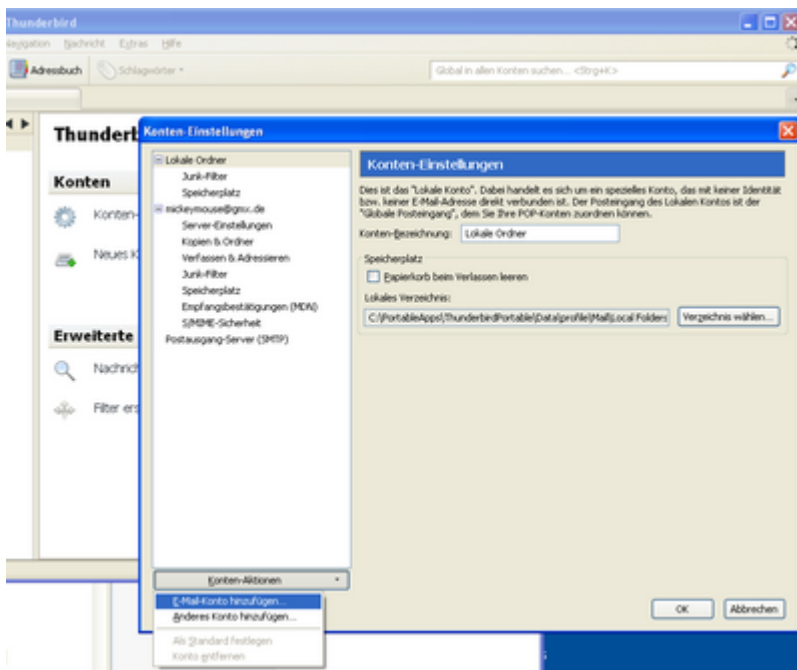 Thunderbird
Navigation Nachricht Extras Hilfe
Adressbuch Schlagwörter
Global in allen Konten suchen... <Strg+K>
Thunderb
Konten
Konten-
Neues K
Erweiterte
Nachrich
Filter ers
Konten-Einstellungen
Lokale Ordner
Junk-Filter
Speicherplatz
mickeymouse@gmx.de
Server-Einstellungen
Kopien & Ordner
Verfassen & Adressieren
Junk-Filter
Speicherplatz
Empfangsbestätigungen (MDN)
S/MIME-Sicherheit
Postausgang-Server (SMTP)
Konten-Aktionen
E-Mail-Konto hinzufügen...
Anderes Konto hinzufügen...
Als Standard festlegen
Konto entfernen
Konten-Einstellungen
Dies ist das "Lokale Konto". Dabei handelt es sich um ein spezielles Konto, das mit keiner Identität
bzw. keiner E-Mail-Adresse direkt verbunden ist. Der Posteingang des Lokalen Kontos ist der
"Globale Posteingang", dem Sie Ihre POP-Konten zuordnen können.
Konten-Bezeichnung: Lokale Ordner
Speicherplatz
Papierkorb beim Verlassen leeren
Lokales Verzeichnis:
C:\PortableApps\ThunderbirdPortable\Data\profile\Mail\Local Folders Verzeichnis wählen...
OK Abbrechen